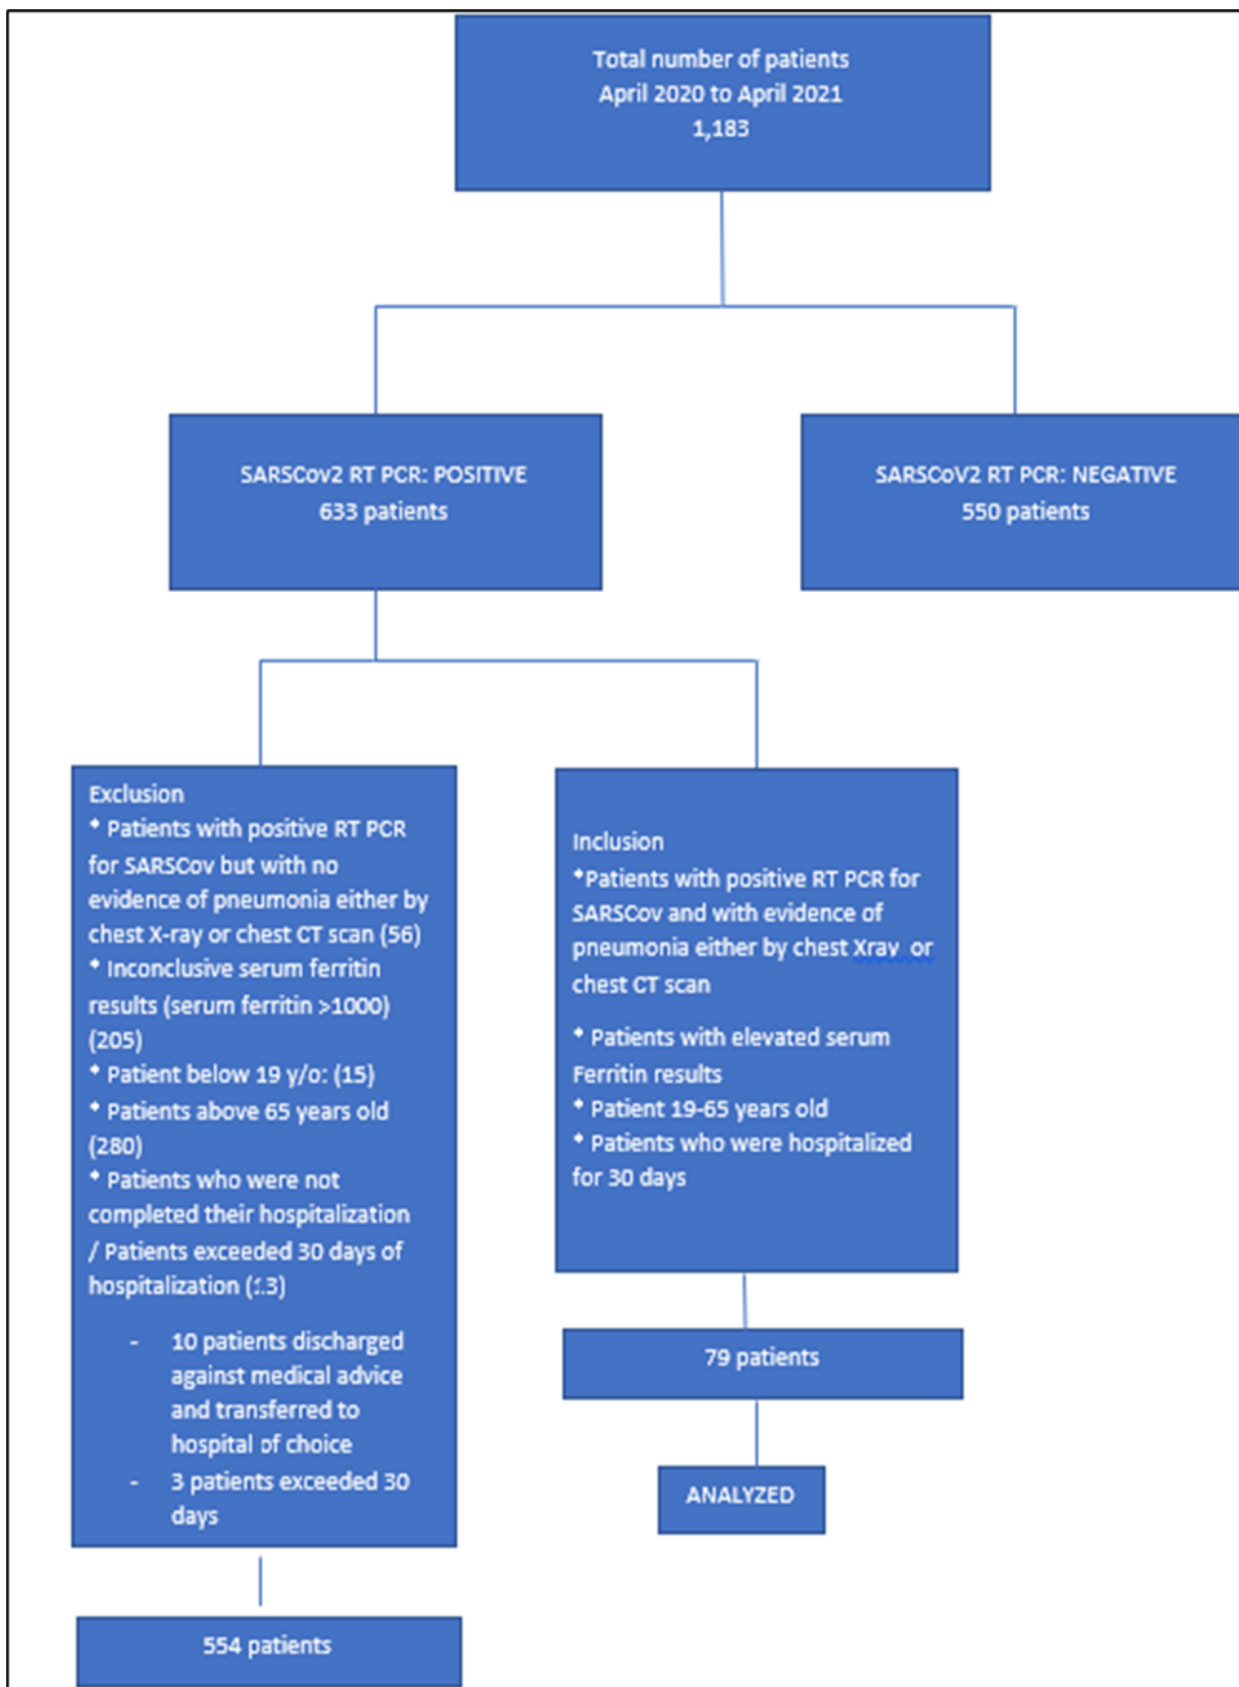 Total number of patients
April 2020 to April 2021
1,183
SARSCov2 RT PCR: POSITIVE
633 patients
SARSCoV2 RT PCR: NEGATIVE
550 patients
Exclusion
* Patients with positive RT PCR
for SARSCov but with no
evidence of pneumonia either by
chest X-ray or chest CT scan (56)
* Inconclusive serum ferritin
results (serum ferritin >1000)
(205)
* Patient below 19 y/o: (15)
* Patients above 65 years old
(280)
* Patients who were not
completed their hospitalization
/ Patients exceeded 30 days of
hospitalization (13)
- 10 patients discharged
against medical advice
and transferred to
hospital of choice
- 3 patients exceeded 30
days
554 patients
Inclusion
*Patients with positive RT PCR for
SARSCov and with evidence of
pneumonia either by chest Xray or
chest CT scan
* Patients with elevated serum
Ferritin results
* Patient 19-65 years old
* Patients who were hospitalized
for 30 days
79 patients
ANALYZED